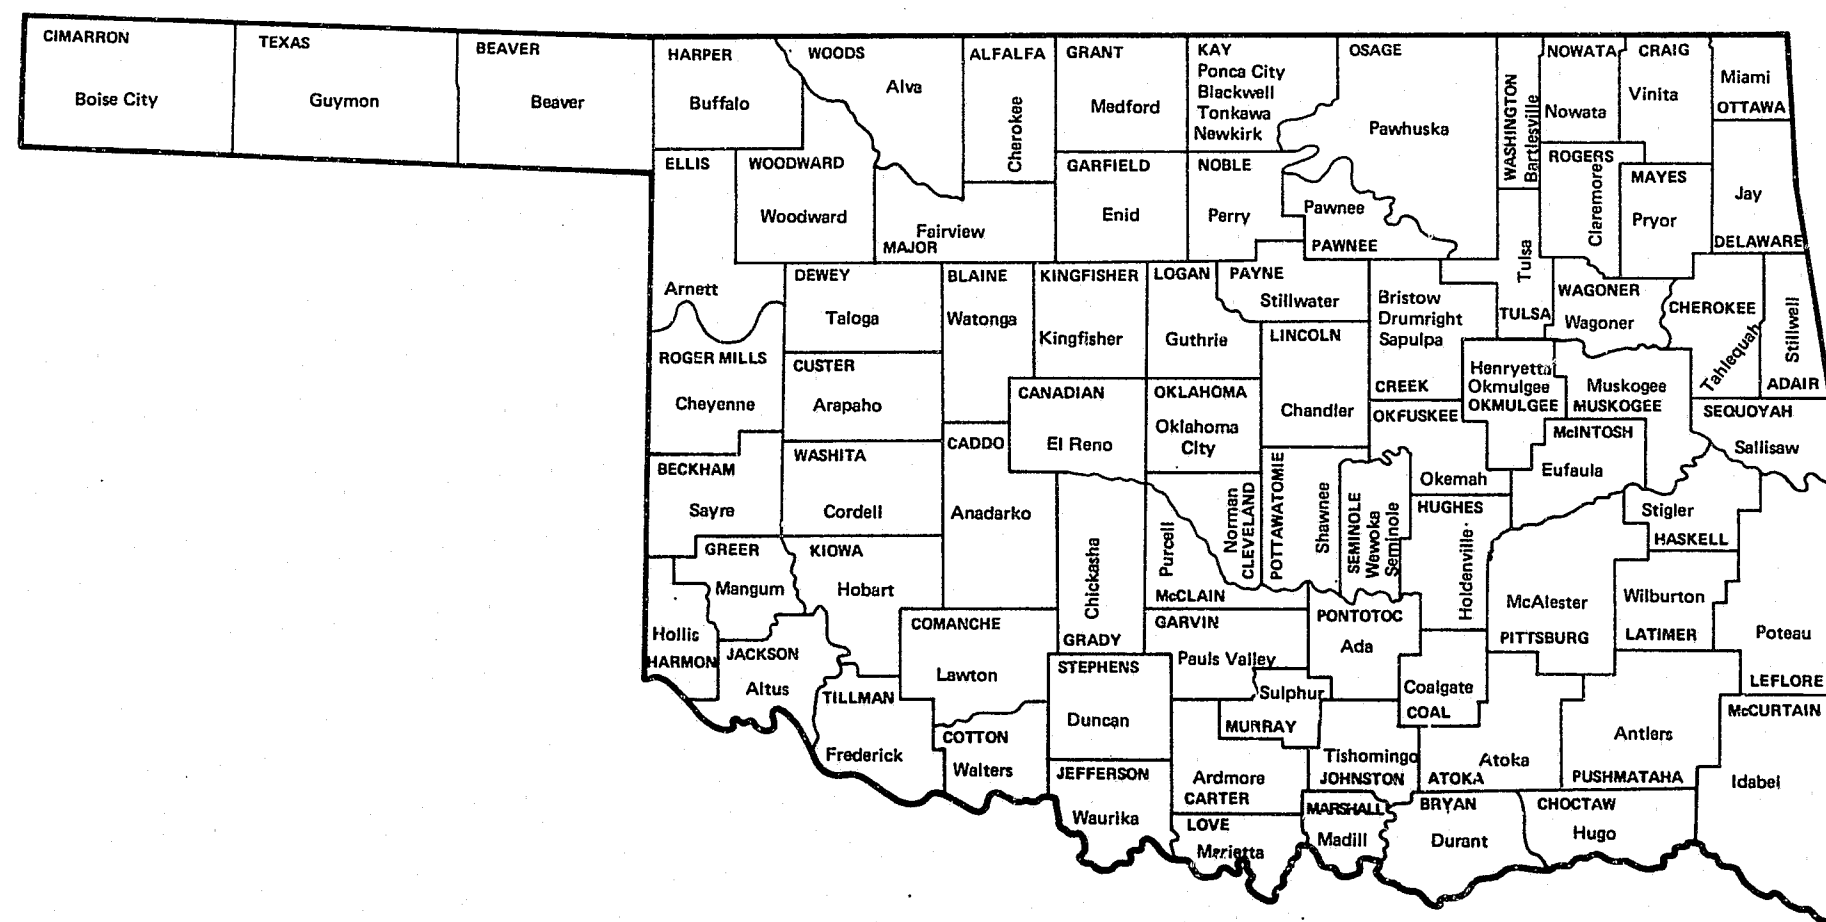 CIMARRON
Boise City
TEXAS
Guymon
BEAVER
Beaver
HARPER
Buffalo
WOODS
Alva
ALFALFA
Cherokee
GRANT
Medford
KAY
Ponca City
Blackwell
Tonkawa
Newkirk
OSAGE
Pawhuska
WASHINGTON
Bartlesville
NOWATA
Nowata
CRAIG
Vinita
Miami
OTTAWA
ELLIS
Arnett
WOODWARD
Woodward
Fairview
MAJOR
GARFIELD
Enid
NOBLE
Perry
Pawnee
PAWNEE
Tulsa
TULSA
ROGERS
Claremore
MAYES
Pryor
Jay
DELAWARE
DEWEY
Taloga
BLAINE
Watonga
KINGFISHER
Kingfisher
LOGAN
Guthrie
PAYNE
Stillwater
Bristow
Drumright
Sapulpa
CREEK
WAGONER
Wagoner
CHEROKEE
Tahlequah
Stillwall
ADAIR
ROGER MILLS
Cheyenne
CUSTER
Arapaho
CANADIAN
El Reno
OKLAHOMA
Oklahoma
City
LINCOLN
Chandler
OKFUSKEE
Okemah
Henryetta
Okmulgee
OKMULGEE
Muskogee
MUSKOGEE
McINTOSH
Eufaula
SEQUOYAH
Sallisaw
BECKHAM
Sayre
WASHITA
Cordell
CADDO
Anadarko
Chickasha
GRADY
Purcell
McCLAIN
Norman
CLEVELAND
POTTAWATOMIE
Shawnee
SEMINOLE
Wewoka
Seminole
HUGHES
Holdenville
McAlester
PITTSBURG
Stigler
HASKELL
Wilburton
LATIMER
Poteau
LEFLORE
GREER
Mangum
KIOWA
Hobart
Hollis
HARMON
JACKSON
Altus
TILLMAN
Frederick
COMANCHE
Lawton
COTTON
Walters
STEPHENS
Duncan
JEFFERSON
Waurika
GARVIN
Pauls Valley
Sulphur
MURRAY
PONTOTOC
Ada
Coalgate
COAL
Ardmore
CARTER
LOVE
Marietta
Tishomingo
JOHNSTON
MARSHALL
Madill
Atoka
ATOKA
BRYAN
Durant
Antlers
PUSHMATAHA
CHOCTAW
Hugo
McCURTAIN
Idabel